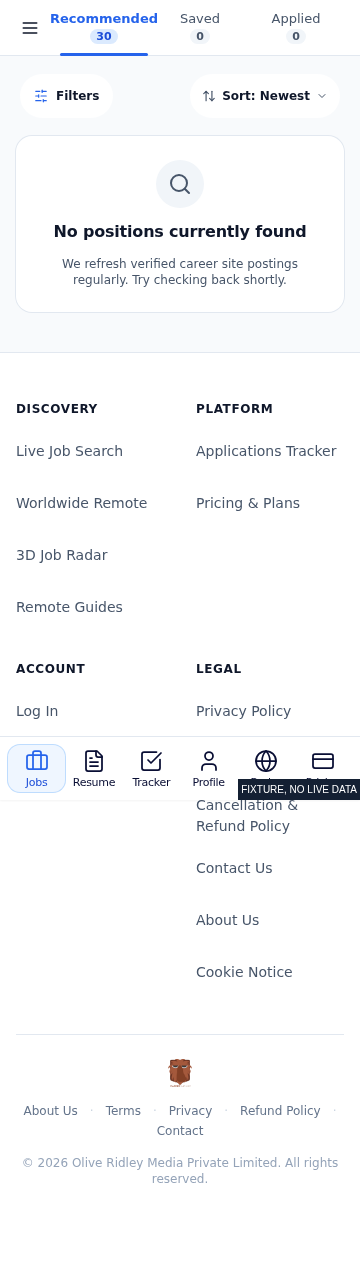 Recommended
30
Saved
0
Applied
0
Filters
Sort: Newest
No positions currently found
We refresh verified career site postings
regularly. Try checking back shortly.
DISCOVERY
Live Job Search
Worldwide Remote
3D Job Radar
Remote Guides
PLATFORM
Applications Tracker
Pricing & Plans
ACCOUNT
Log In
LEGAL
Privacy Policy
Jobs
Resume
Tracker
Profile
FIXTURE, NO LIVE DATA
Cancellation &
Refund Policy
Contact Us
About Us
Cookie Notice
About Us · Terms · Privacy · Refund Policy ·
Contact
© 2026 Olive Ridley Media Private Limited. All rights
reserved.